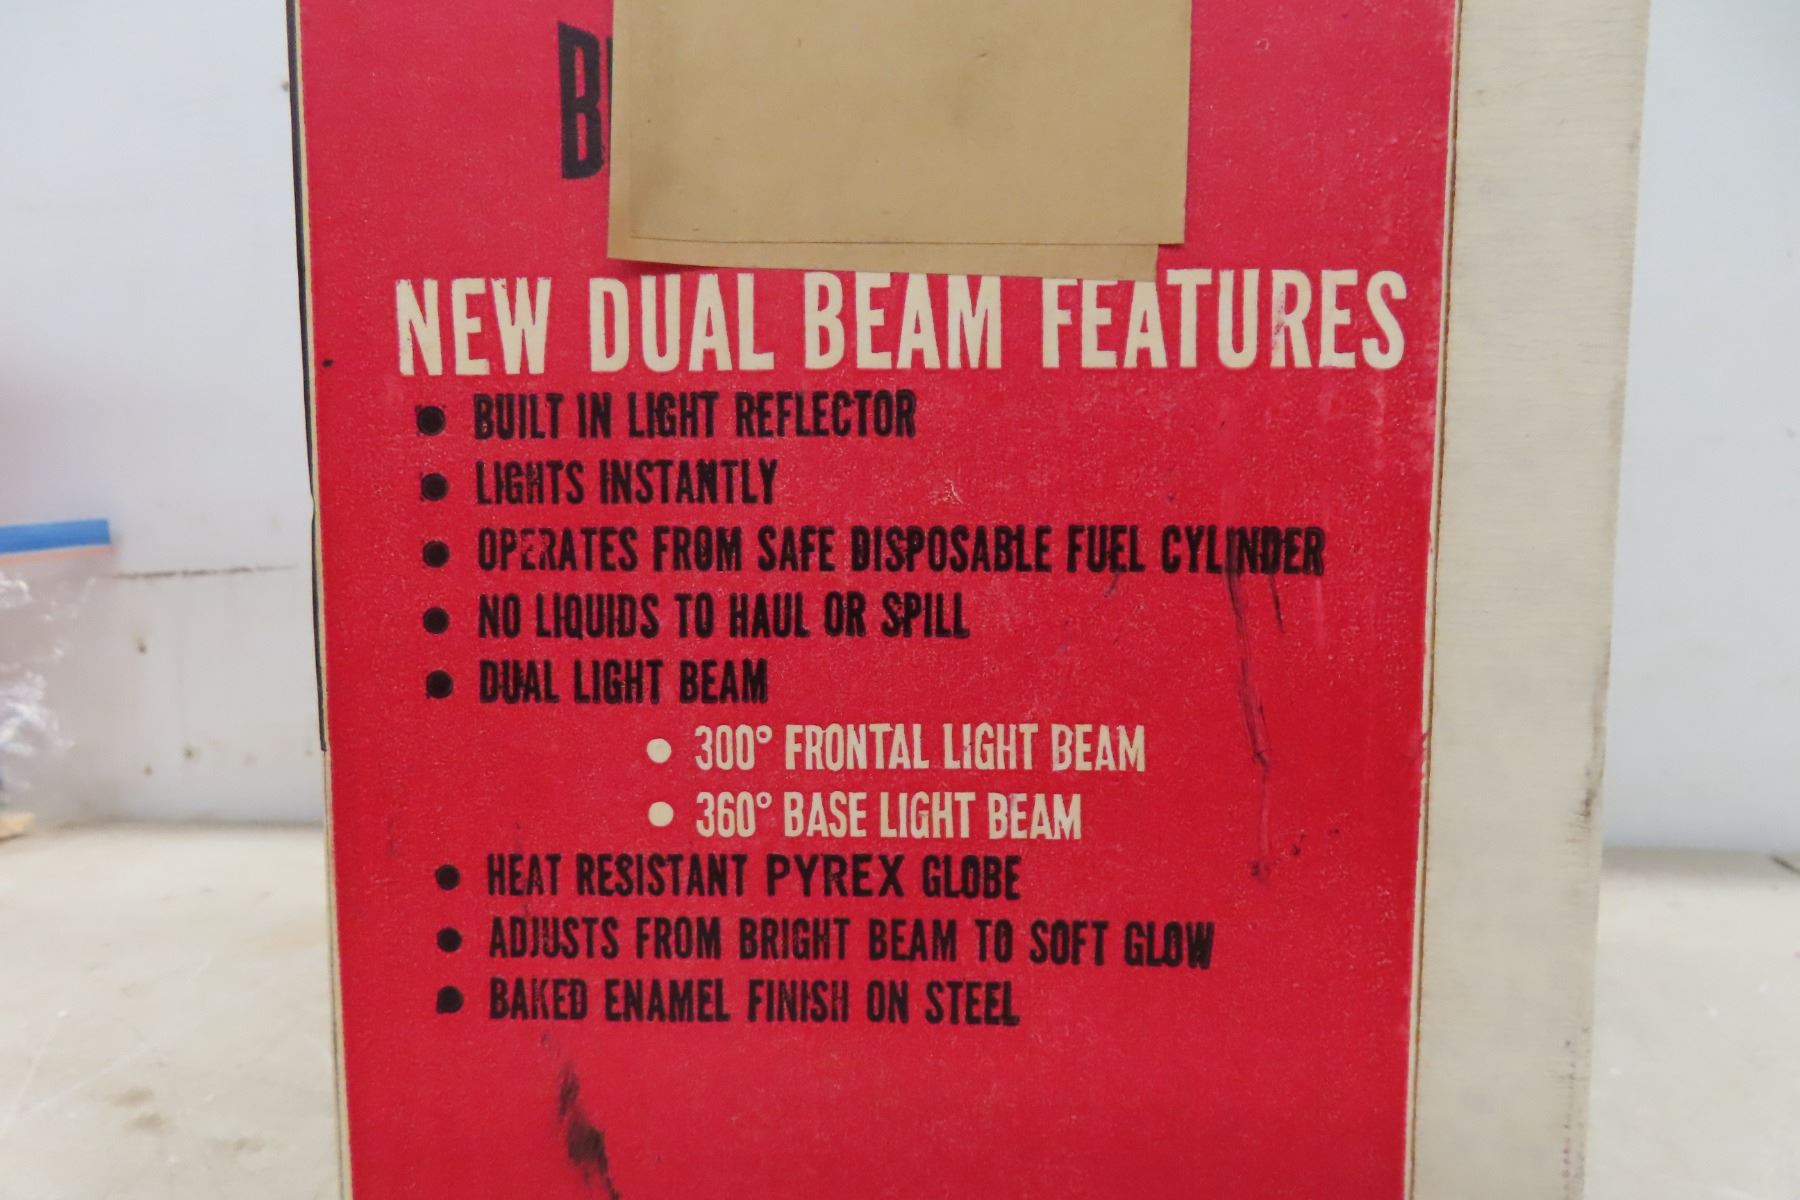 NEW DUAL BEAM FEATURES
• BUILT IN LIGHT REFLECTOR
• LIGHTS INSTANTLY
• OPERATES FROM SAFE DISPOSABLE FUEL CYLINDER
• NO LIQUIDS TO HAUL OR SPILL
• DUAL LIGHT BEAM
• 300° FRONTAL LIGHT BEAM
• 360° BASE LIGHT BEAM
• HEAT RESISTANT PYREX GLOBE
• ADJUSTS FROM BRIGHT BEAM TO SOFT GLOW
• BAKED ENAMEL FINISH ON STEEL